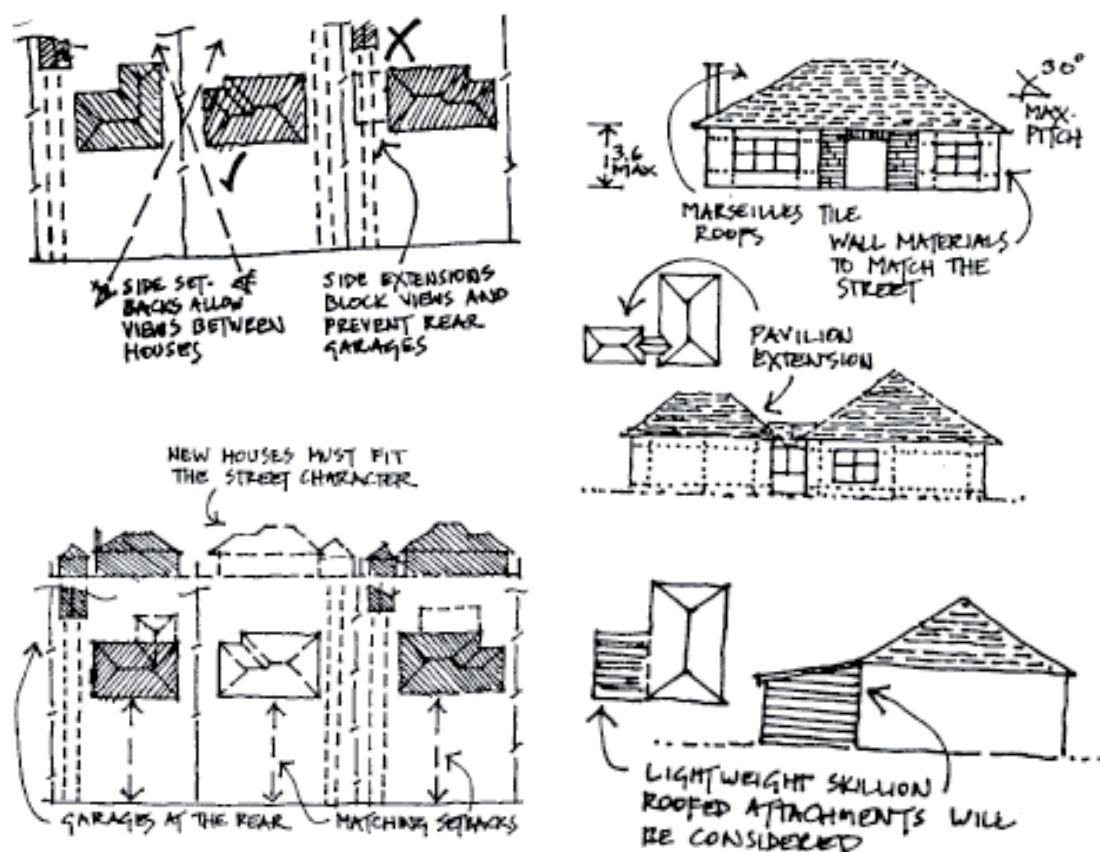 SIDE SET-
BACKS ALLOW
VIEWS BETWEEN
HOUSES
SIDE EXTENSIONS
BLOCK VIEWS AND
PREVENT REAR
GARAGES
30°
MAX.
PITCH
3.6
MAX
MARSEILLES TILE
ROOFS
WALL MATERIALS
TO MATCH THE
STREET
PAVILION
EXTENSION
NEW HOUSES MUST FIT
THE STREET CHARACTER
GARAGES AT THE REAR
MATCHING SETBACKS
LIGHTWEIGHT SKILLION
ROOFED ATTACHMENTS WILL
BE CONSIDERED